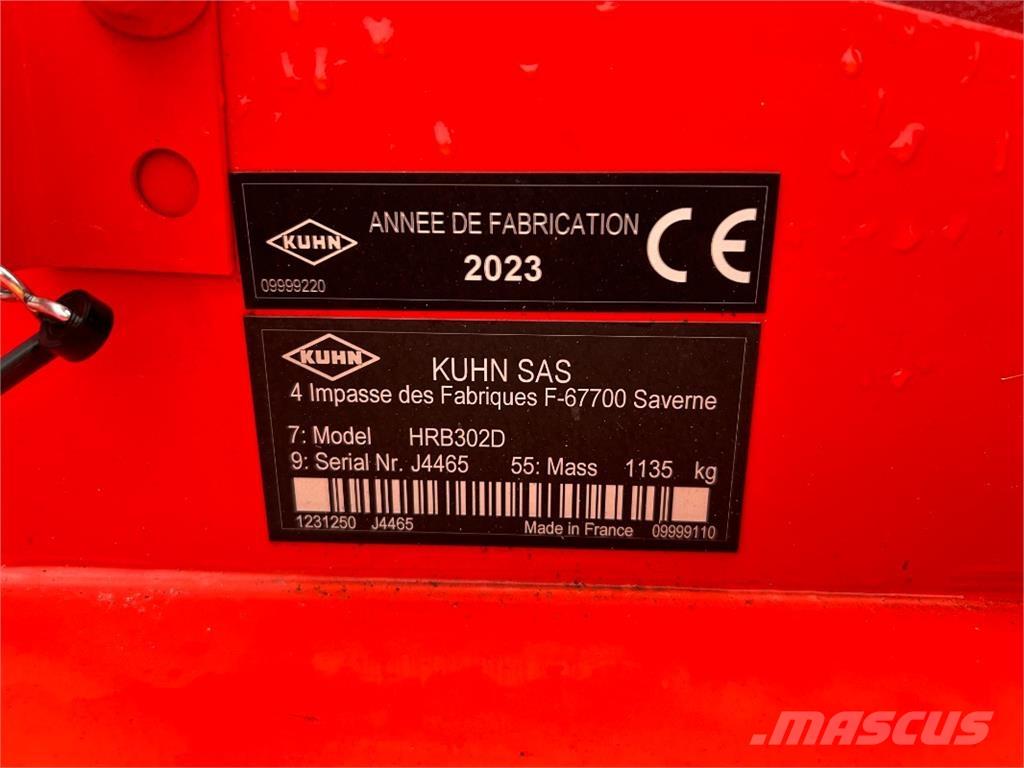 KUHN
ANNEE DE FABRICATION
2023
CE
09999220
KUHN
KUHN SAS
4 Impasse des Fabriques F-67700 Saverne
7: Model HRB302D
9: Serial Nr. J4465 55: Mass 1135 kg
1231250 J4465 Made in France 09999110
MASCUS